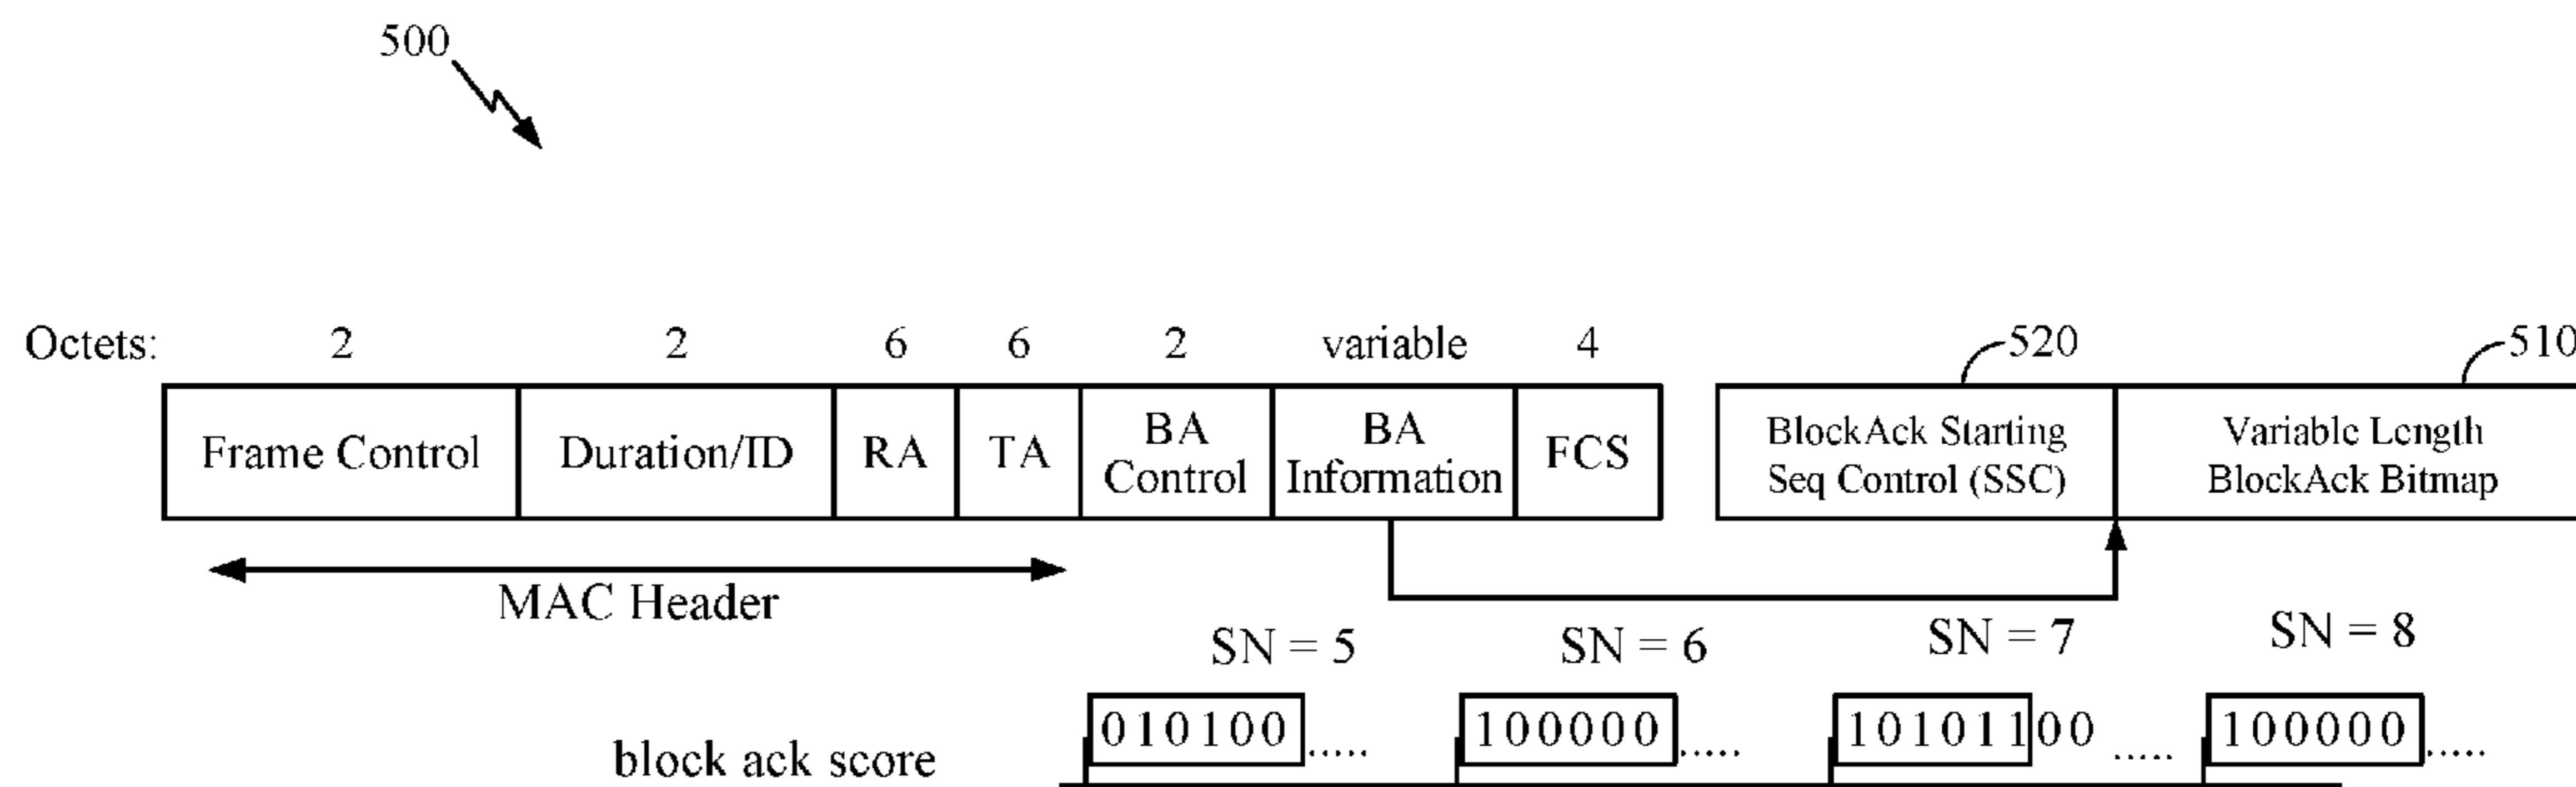 500
Octets: 2 2 6 6 2 variable 4
520
510
Frame Control
Duration/ID
RA
TA
BA
Control
BA
Information
FCS
BlockAck Starting
Seq Control (SSC)
Variable Length
BlockAck Bitmap
MAC Header
SN = 5
SN = 6
SN = 7
SN = 8
block ack score
010100.....
100000.....
10101100 .....
100000.....